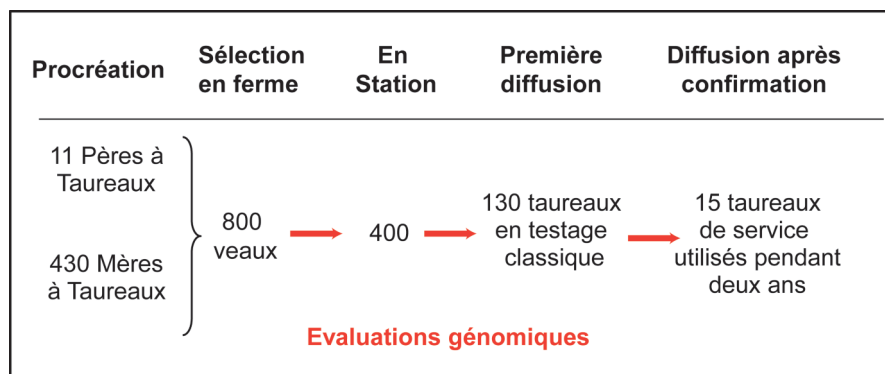 Procréation
Sélection
en ferme
En
Station
Première
diffusion
Diffusion après
confirmation
11 Pères à
Taureaux
430 Mères
à Taureaux
800
veaux
400
130 taureaux
en testage
classique
15 taureaux
de service
utilisés pendant
deux ans
Evaluations génomiques